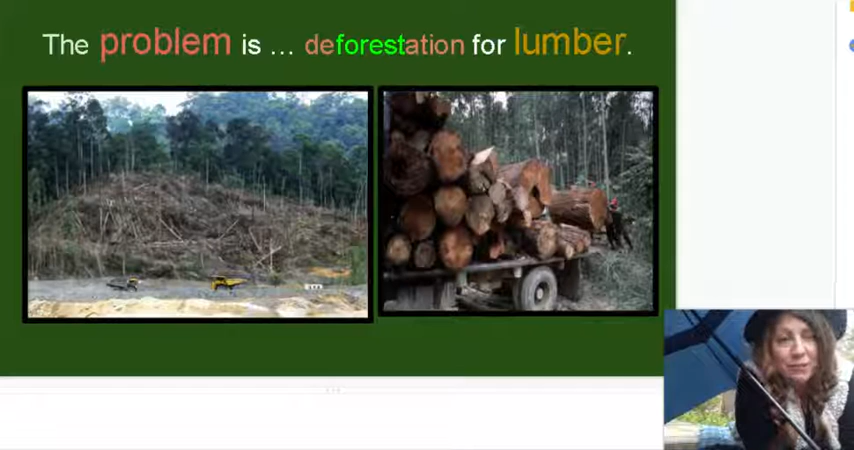 The problem is ... deforestation for lumber.